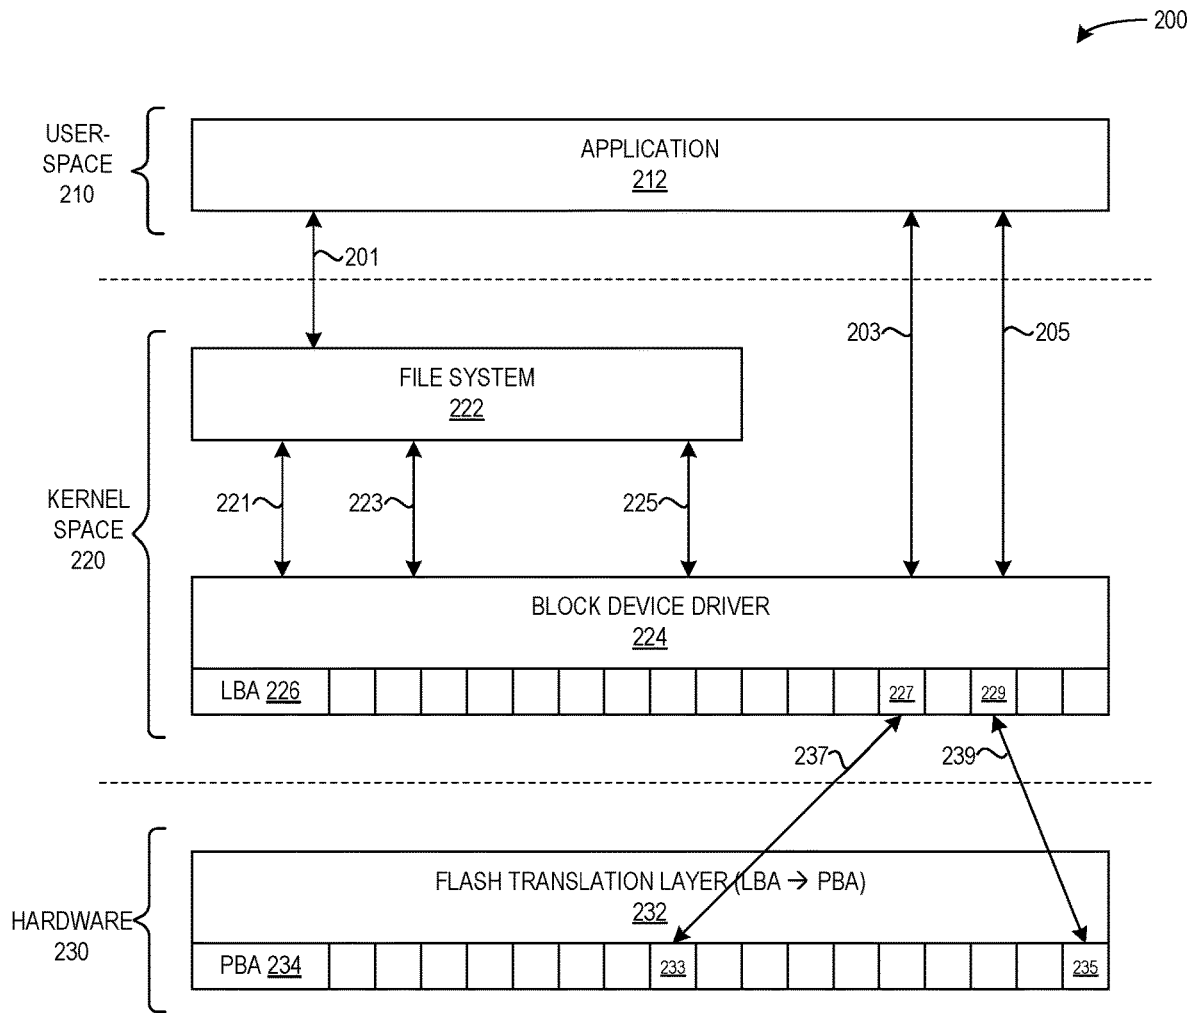 200
USER-
SPACE
210
APPLICATION
212
201
203
205
KERNEL
SPACE
220
FILE SYSTEM
222
221
223
225
BLOCK DEVICE DRIVER
224
LBA 226
227
229
237
239
HARDWARE
230
FLASH TRANSLATION LAYER (LBA → PBA)
232
PBA 234
233
235